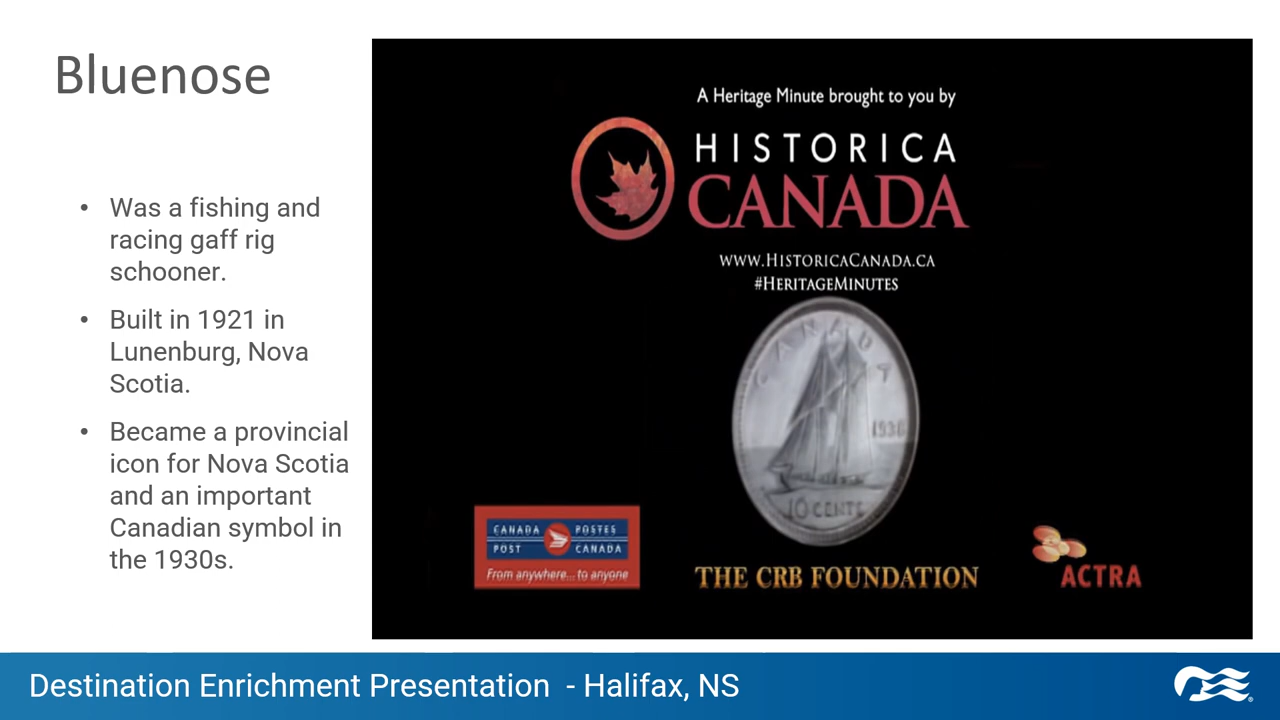 Bluenose
• Was a fishing and
racing gaff rig
schooner.
• Built in 1921 in
Lunenburg, Nova
Scotia.
• Became a provincial
icon for Nova Scotia
and an important
Canadian symbol in
the 1930s.
A Heritage Minute brought to you by
HISTORICA
CANADA
www.HistoricaCanada.ca
#HeritageMinutes
CANADA
10 CENTS
CANADA POSTES
POST CANADA
From anywhere... to anyone
THE CRB FOUNDATION
ACTRA
Destination Enrichment Presentation - Halifax, NS